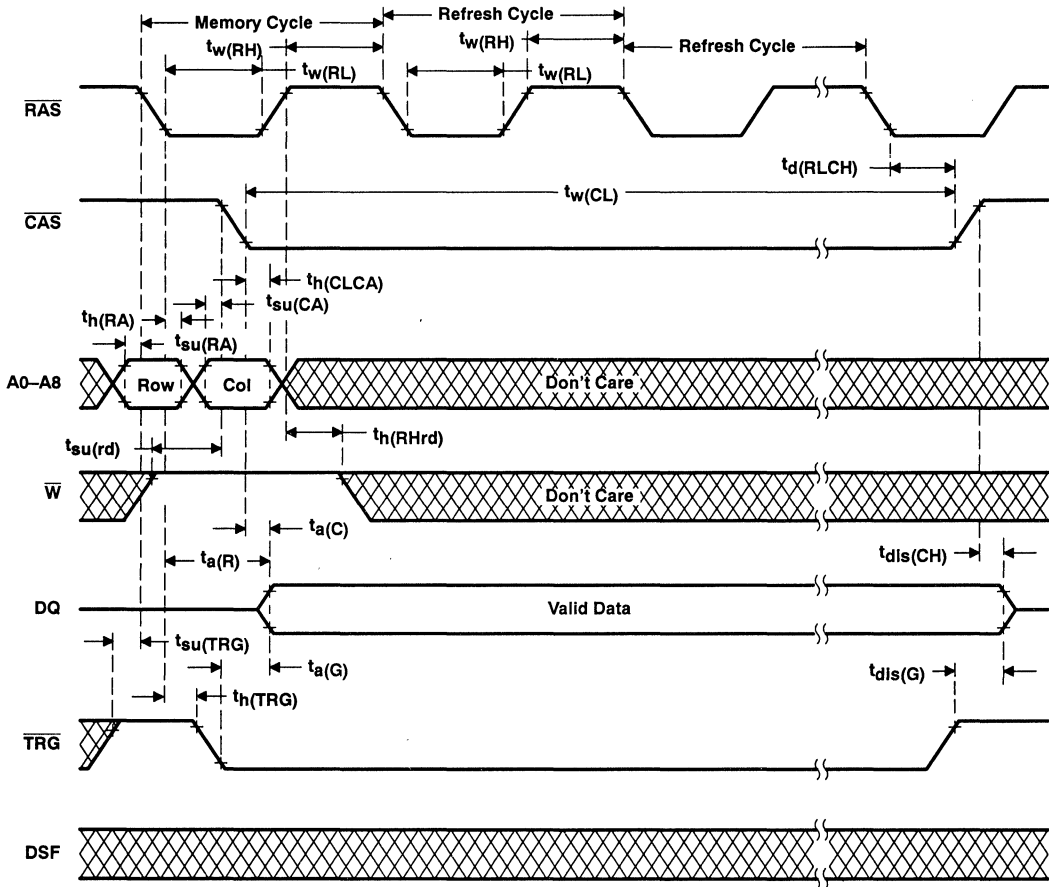 Memory Cycle
Refresh Cycle
Refresh Cycle
tw(RH)
tw(RL)
tw(RH)
tw(RL)
RAS
td(RLCH)
tw(CL)
CAS
th(CLCA)
tsu(CA)
th(RA)
tsu(RA)
A0–A8
Row
Col
Don't Care
tsu(rd)
th(RHrd)
W
Don't Care
ta(C)
ta(R)
tdis(CH)
DQ
Valid Data
tsu(TRG)
ta(G)
tdis(G)
th(TRG)
TRG
DSF